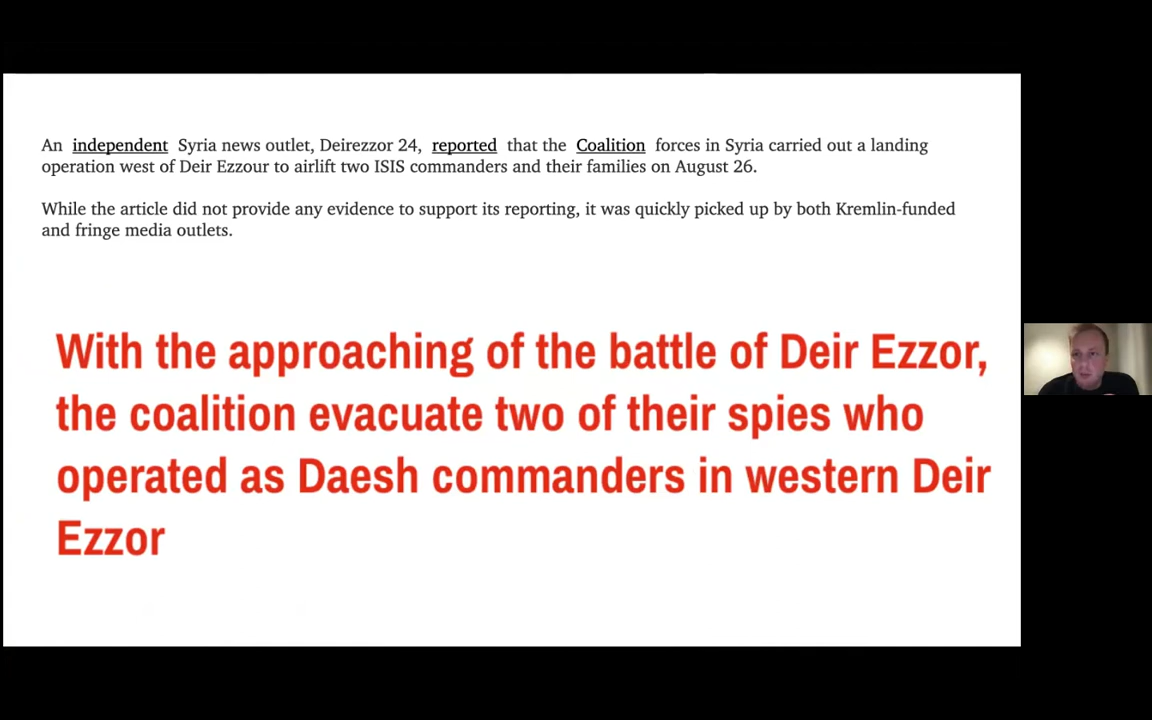 An independent Syria news outlet, Deirezzor 24, reported that the Coalition forces in Syria carried out a landing
operation west of Deir Ezzour to airlift two ISIS commanders and their families on August 26.
While the article did not provide any evidence to support its reporting, it was quickly picked up by both Kremlin-funded
and fringe media outlets.
With the approaching of the battle of Deir Ezzor,
the coalition evacuate two of their spies who
operated as Daesh commanders in western Deir
Ezzor